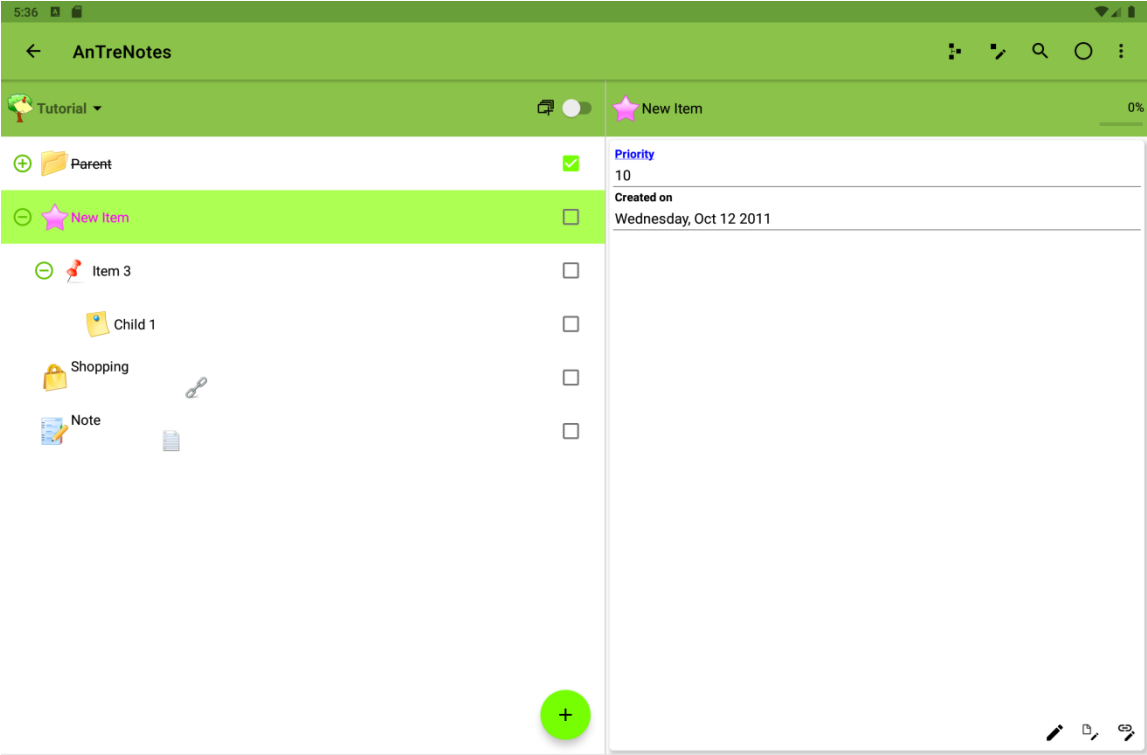 5:36
AnTreNotes
Tutorial
New Item
0%
Parent
New Item
Item 3
Child 1
Shopping
Note
Priority
10
Created on
Wednesday, Oct 12 2011